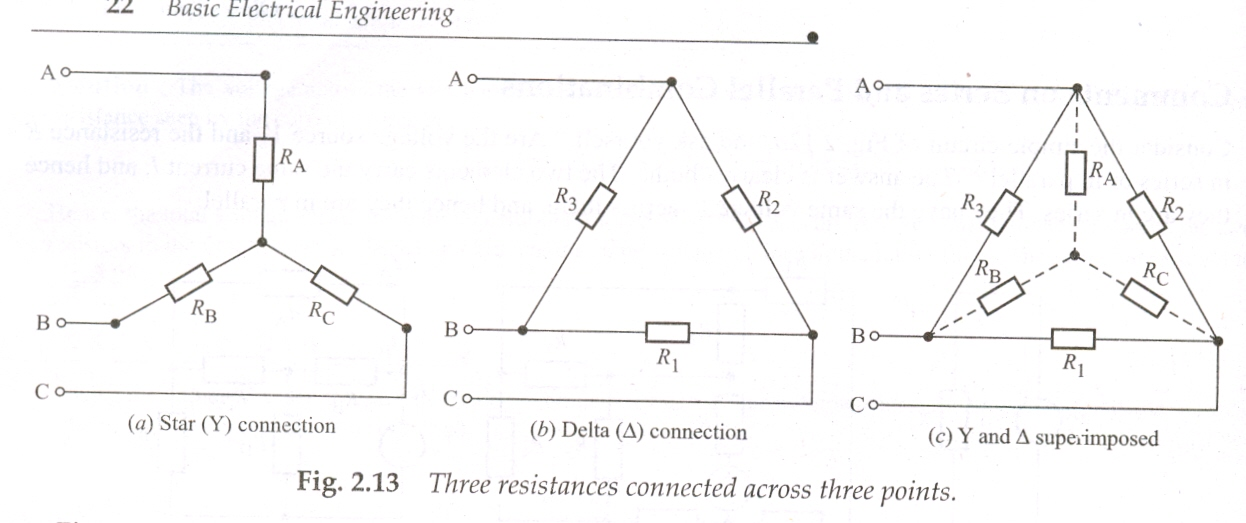 22 Basic Electrical Engineering
A
A
A
R_A
R_3
R_2
R_3
R_A
R_2
R_B
R_C
R_B
R_C
B
B
R_1
B
R_1
C
C
C
(a) Star (Y) connection
(b) Delta (Δ) connection
(c) Y and Δ superimposed
Fig. 2.13 Three resistances connected across three points.